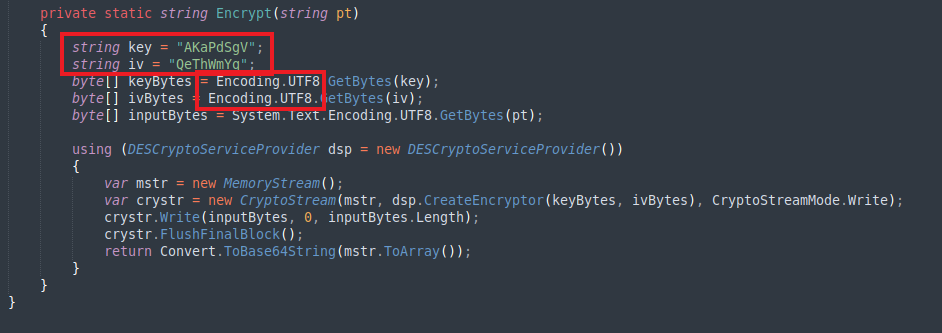 private static string Encrypt(string pt)
{
string key = "AKaPdSgV";
string iv = "QeThWmYq";
byte[] keyBytes = Encoding.UTF8.GetBytes(key);
byte[] ivBytes = Encoding.UTF8.GetBytes(iv);
byte[] inputBytes = System.Text.Encoding.UTF8.GetBytes(pt);
using (DESCryptoServiceProvider dsp = new DESCryptoServiceProvider())
{
var mstr = new MemoryStream();
var crystr = new CryptoStream(mstr, dsp.CreateEncryptor(keyBytes, ivBytes), CryptoStreamMode.Write);
crystr.Write(inputBytes, 0, inputBytes.Length);
crystr.FlushFinalBlock();
return Convert.ToBase64String(mstr.ToArray());
}
}
}